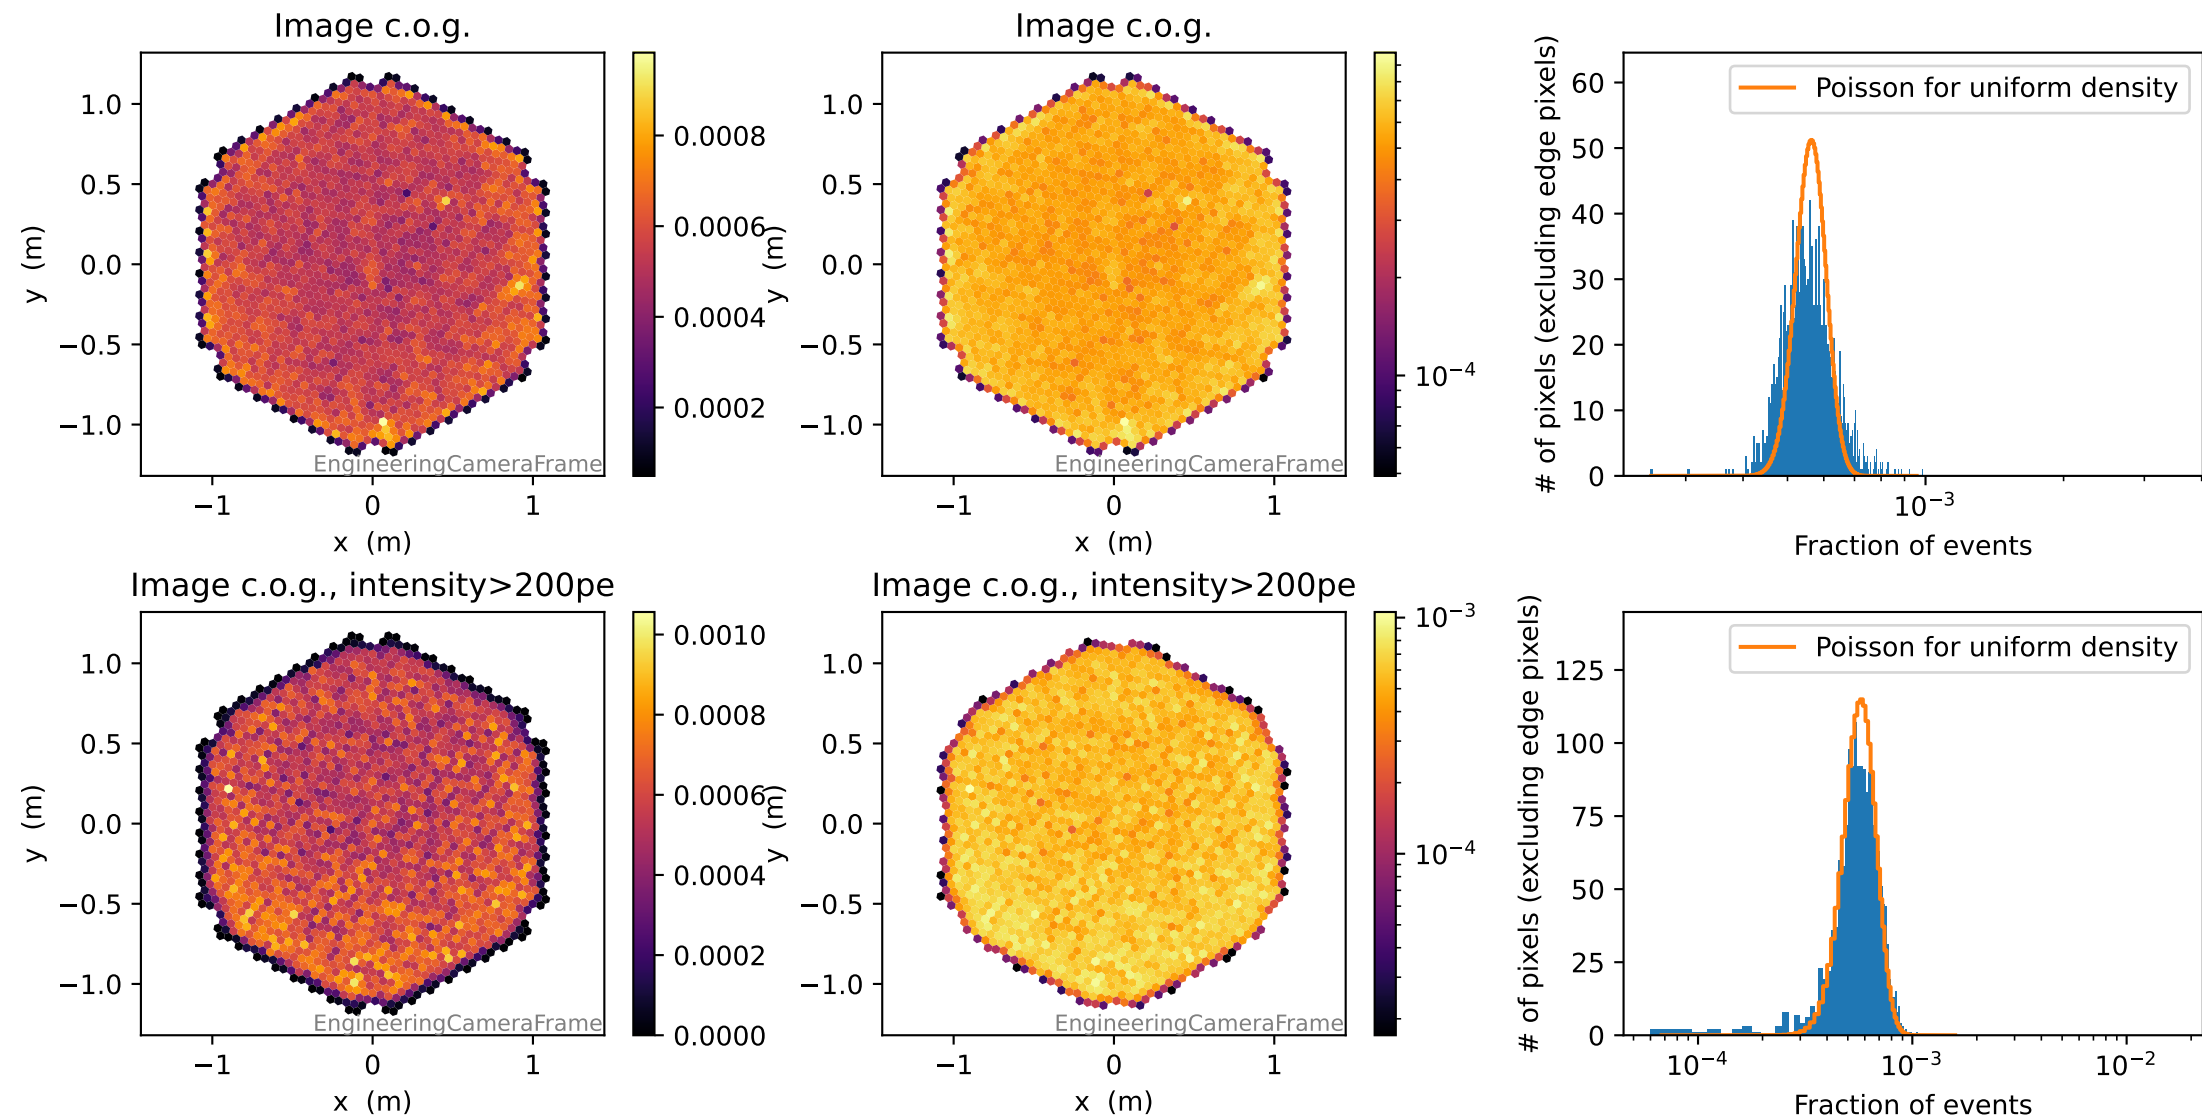 Image c.o.g.
1.0
0.5
0.0
−0.5
−1.0
y (m)
−1
0
1
x (m)
EngineeringCameraFrame
0.0008
0.0006
0.0004
0.0002
Image c.o.g.
1.0
0.5
0.0
−0.5
−1.0
y (m)
−1
0
1
x (m)
EngineeringCameraFrame
10⁻⁴
# of pixels (excluding edge pixels)
60
50
40
30
20
10
0
Poisson for uniform density
10⁻³
Fraction of events
Image c.o.g., intensity>200pe
1.0
0.5
0.0
−0.5
−1.0
y (m)
−1
0
1
x (m)
EngineeringCameraFrame
0.0010
0.0008
0.0006
0.0004
0.0002
0.0000
Image c.o.g., intensity>200pe
1.0
0.5
0.0
−0.5
−1.0
y (m)
−1
0
1
x (m)
EngineeringCameraFrame
10⁻³
10⁻⁴
# of pixels (excluding edge pixels)
125
100
75
50
25
0
Poisson for uniform density
10⁻⁴
10⁻³
10⁻²
Fraction of events